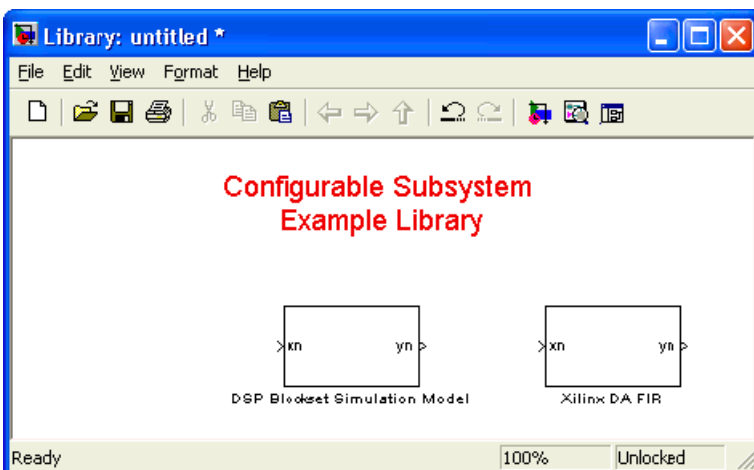 Library: untitled *
File Edit View Format Help
Configurable Subsystem
Example Library
xn yn xn yn
DSP Blockset Simulation Model Xilinx DA FIR
Ready 100% Unlocked